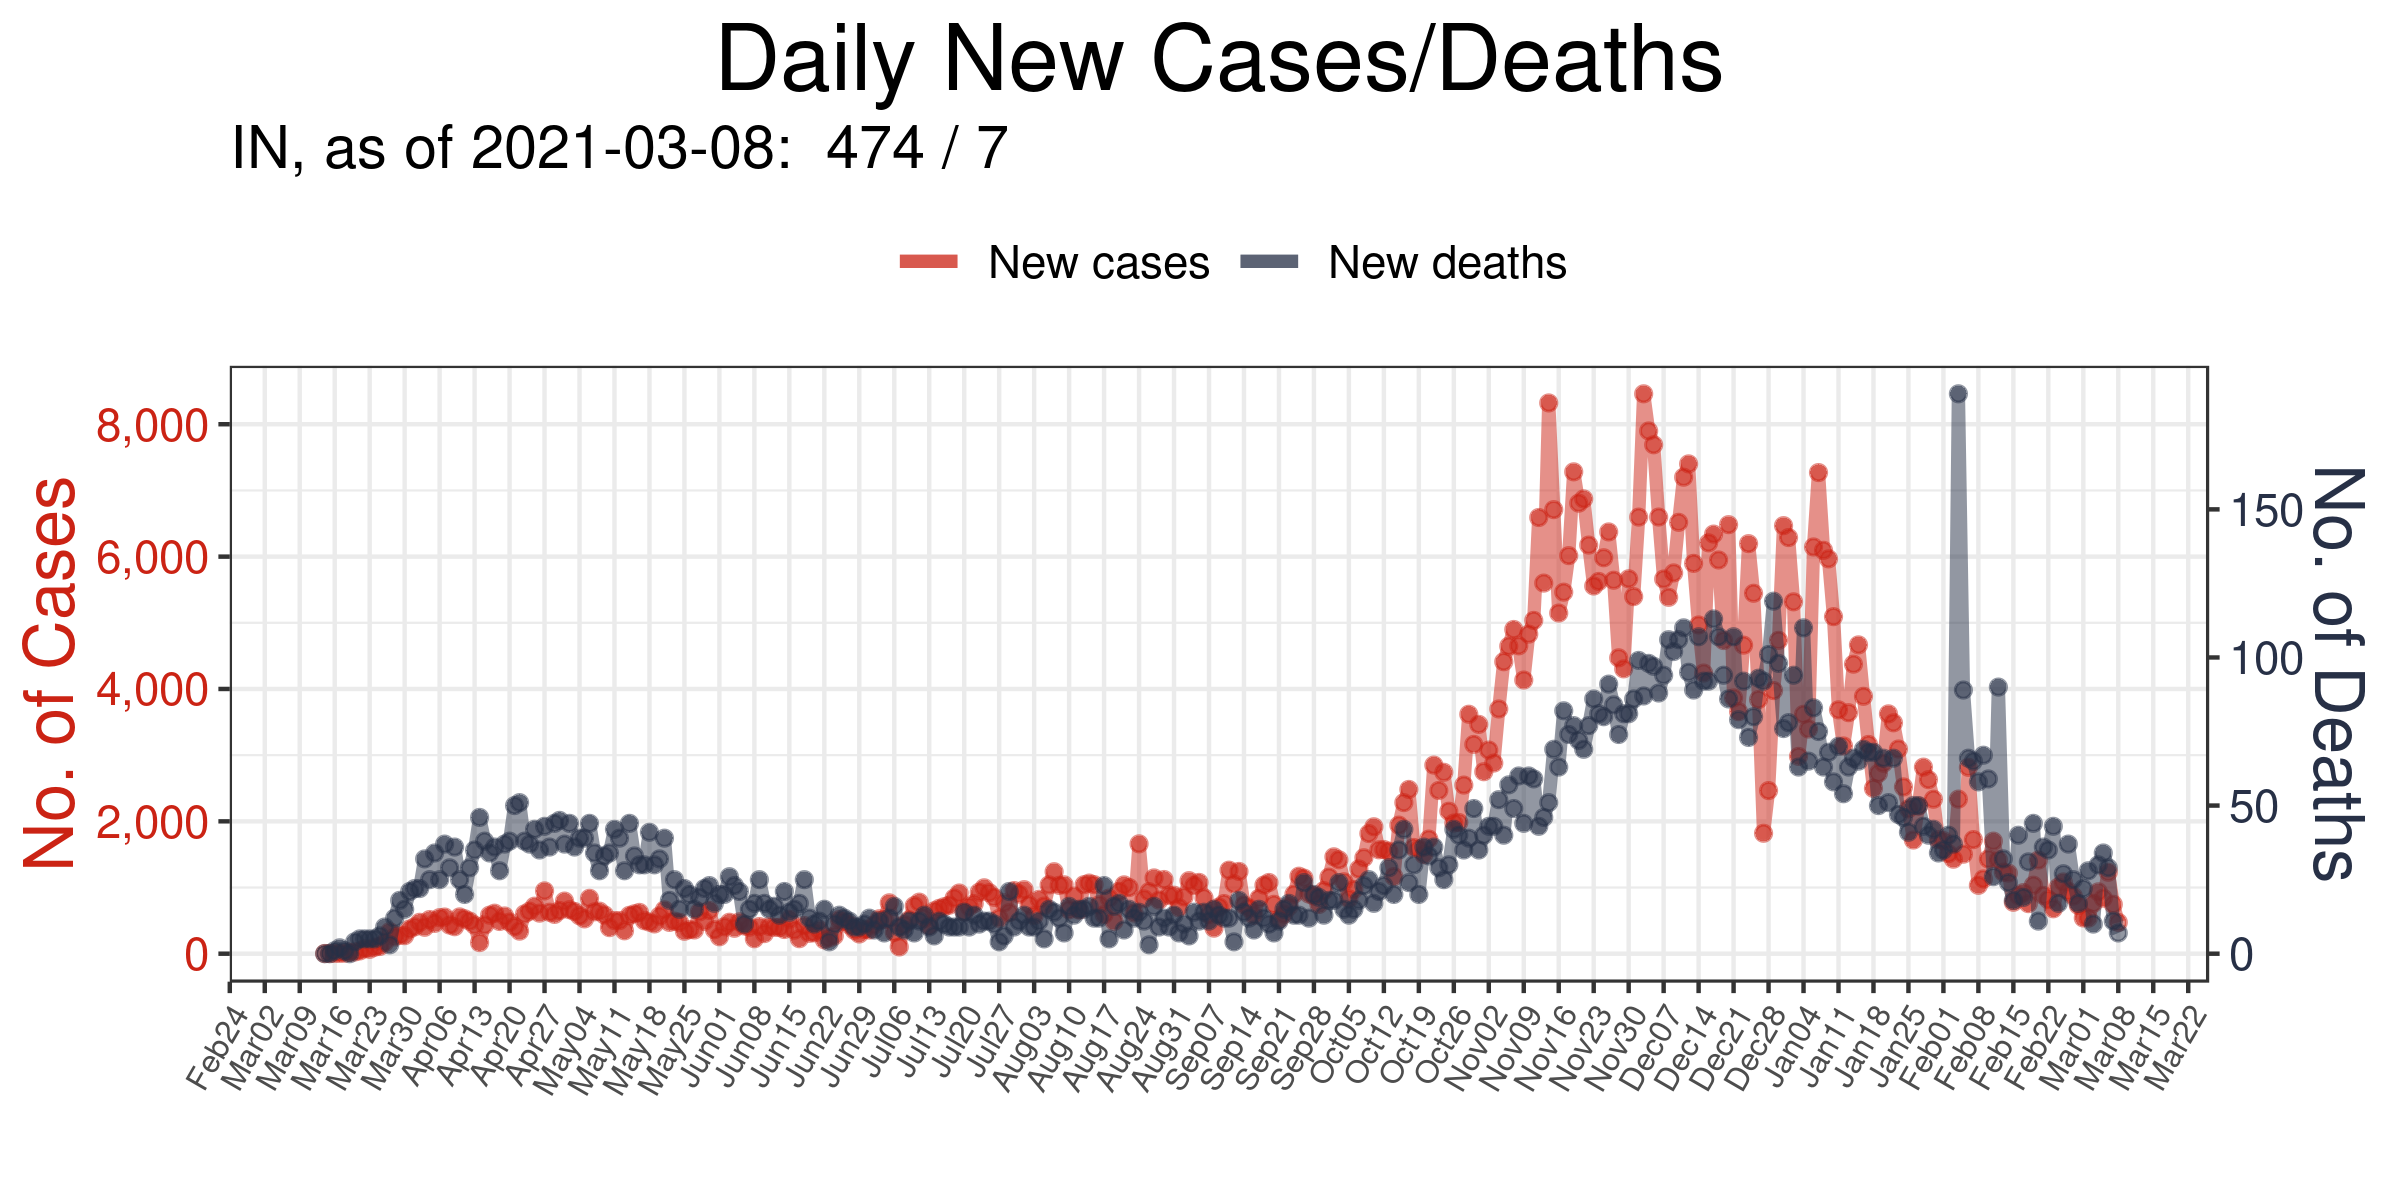 Daily New Cases/Deaths
IN, as of 2021-03-08:  474 / 7
New cases
New deaths
No. of Cases
8,000
6,000
4,000
2,000
0
No. of Deaths
150
100
50
0
Feb24
Mar02
Mar09
Mar16
Mar23
Mar30
Apr06
Apr13
Apr20
Apr27
May04
May11
May18
May25
Jun01
Jun08
Jun15
Jun22
Jun29
Jul06
Jul13
Jul20
Jul27
Aug03
Aug10
Aug17
Aug24
Aug31
Sep07
Sep14
Sep21
Sep28
Oct05
Oct12
Oct19
Oct26
Nov02
Nov09
Nov16
Nov23
Nov30
Dec07
Dec14
Dec21
Dec28
Jan04
Jan11
Jan18
Jan25
Feb01
Feb08
Feb15
Feb22
Mar01
Mar08
Mar15
Mar22